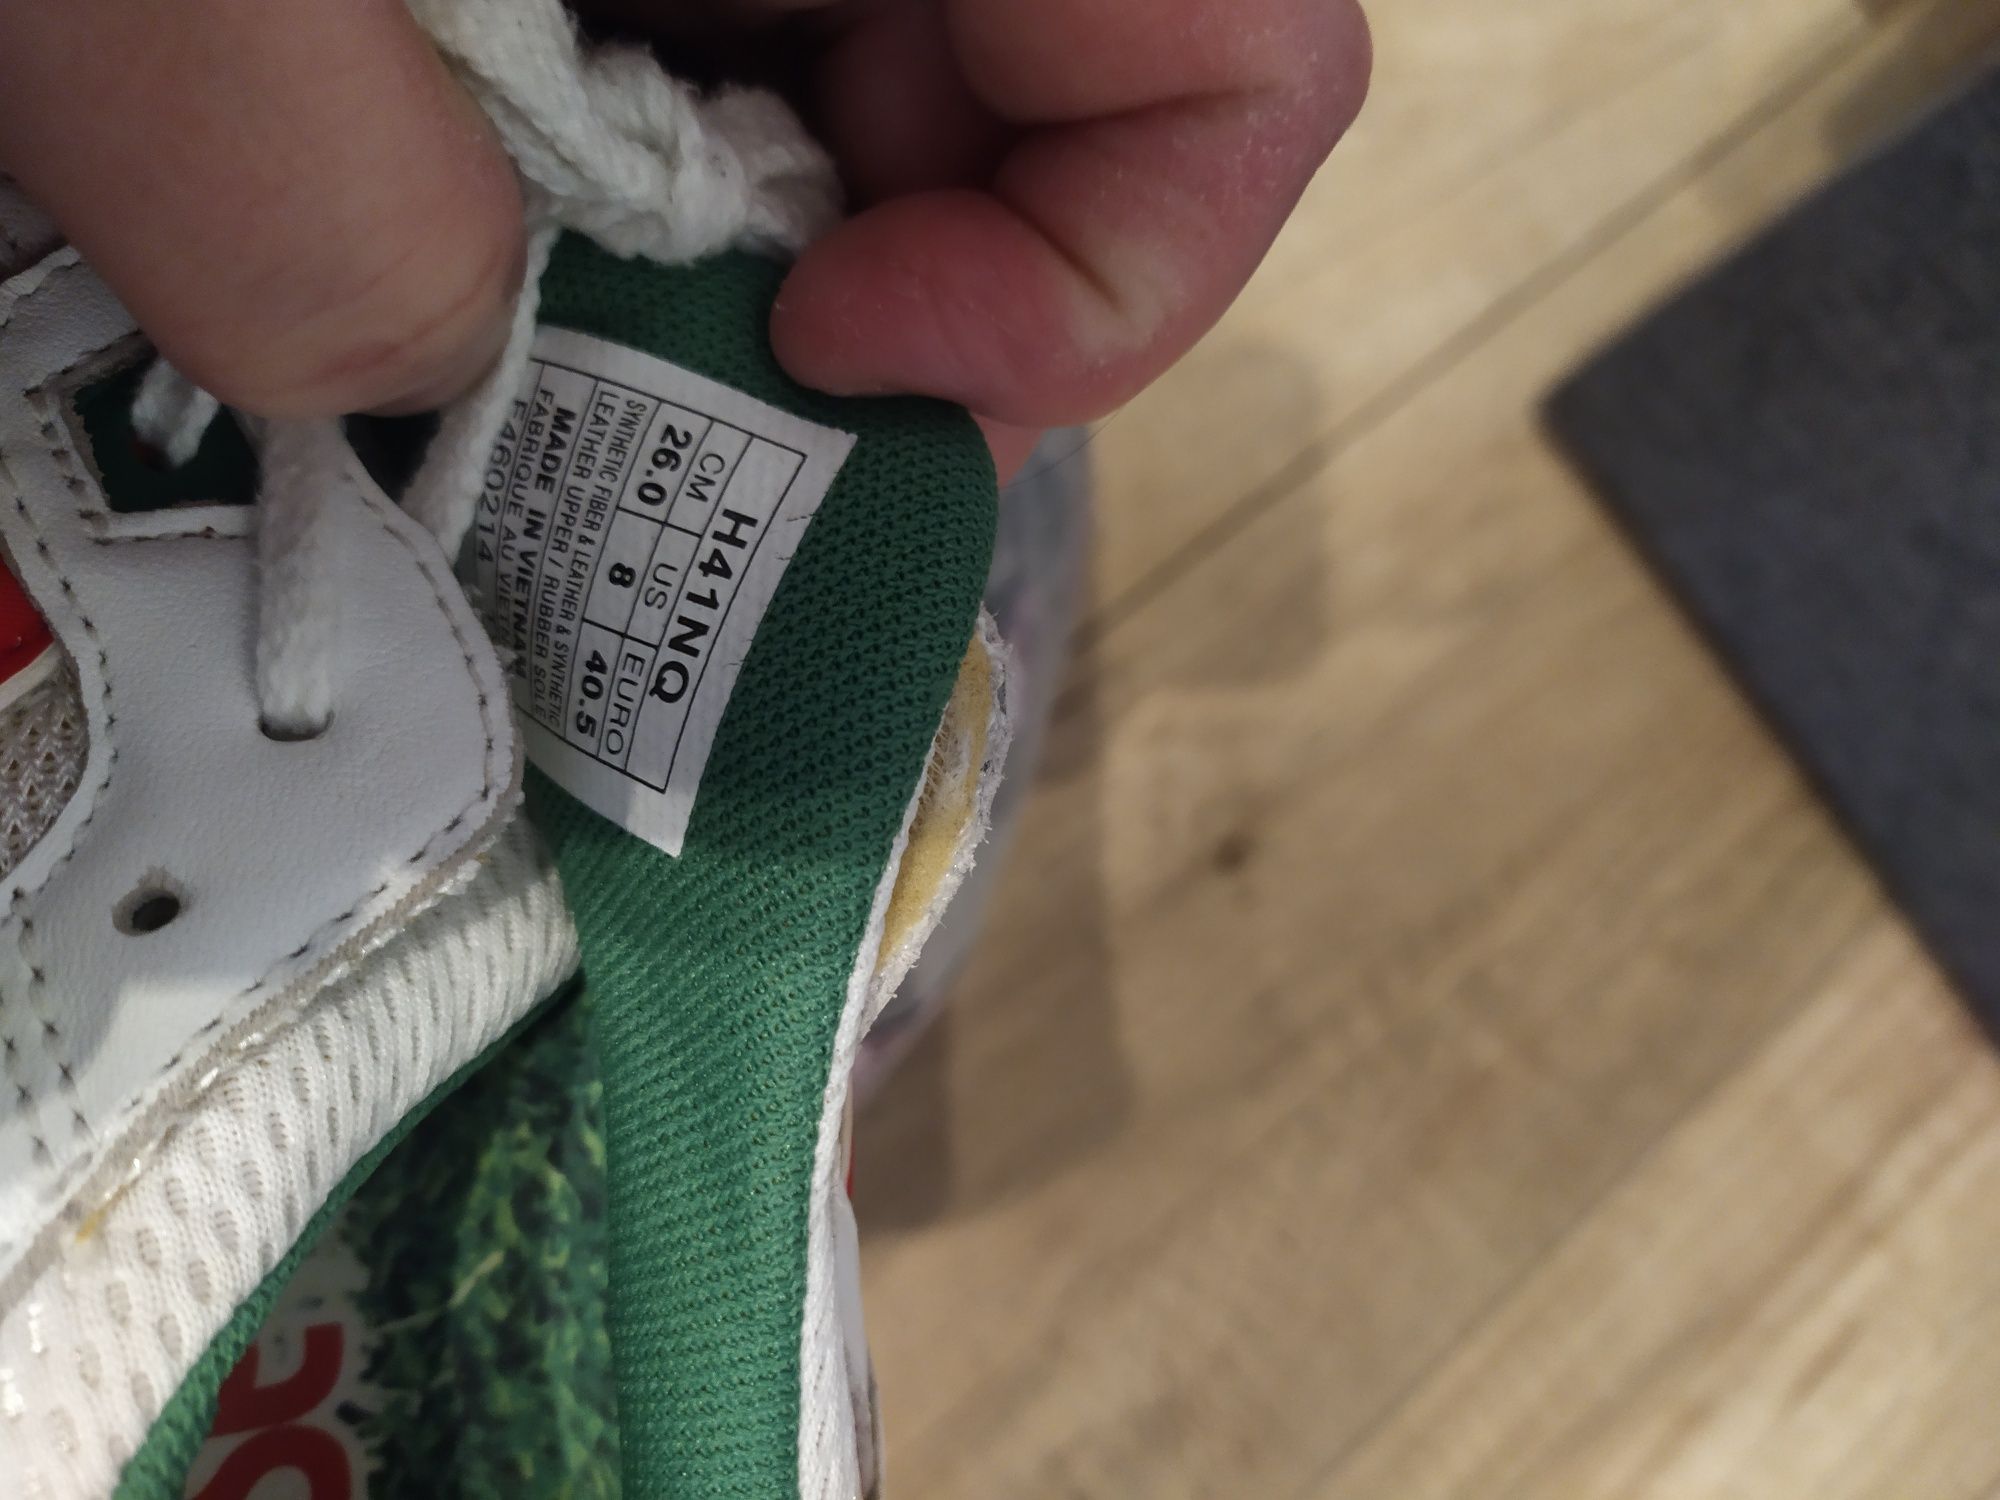 H41NQ
CM US EURO
26.0 8 40.5
SYNTHETIC FIBER & LEATHER & SYNTHETIC
LEATHER UPPER / RUBBER SOLE
MADE IN VIETNAM
FABRIQUE AU VIETN
F460214